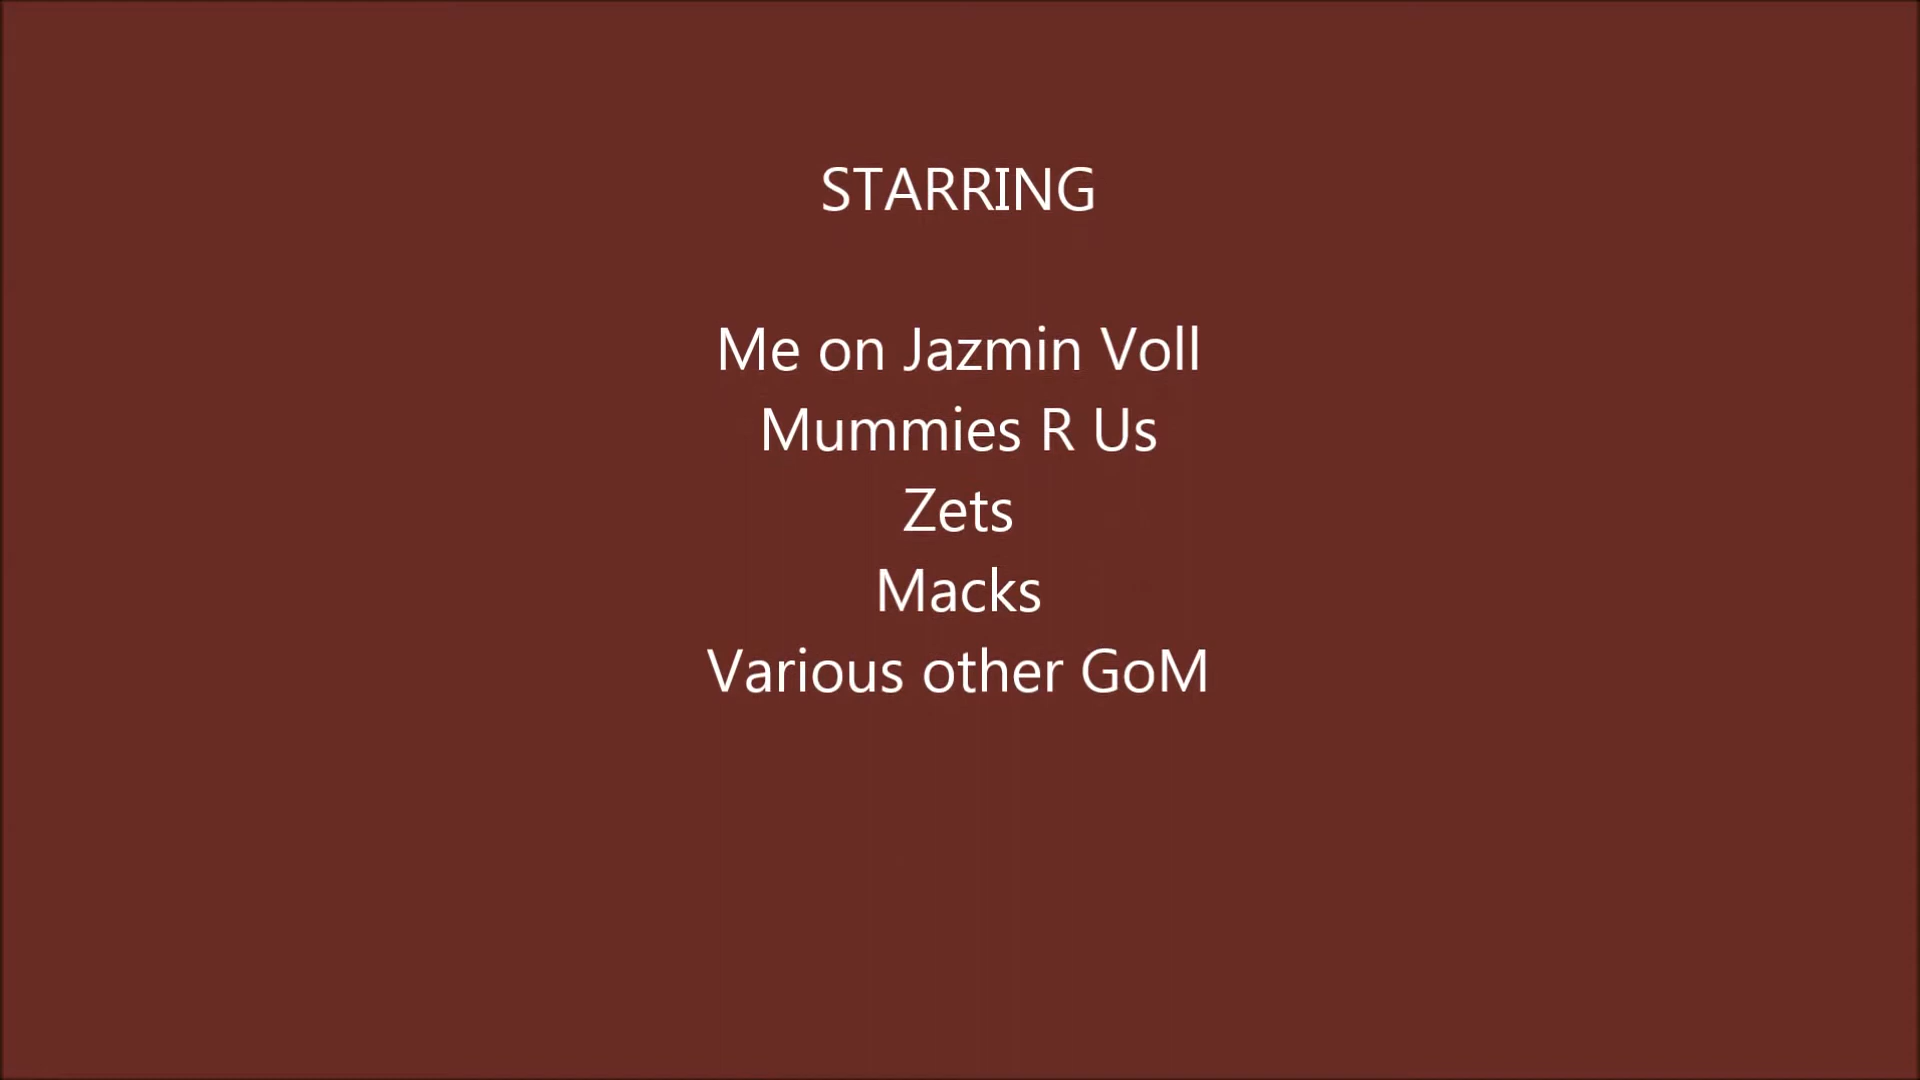 STARRING
Me on Jazmin Voll
Mummies R Us
Zets
Macks
Various other GoM